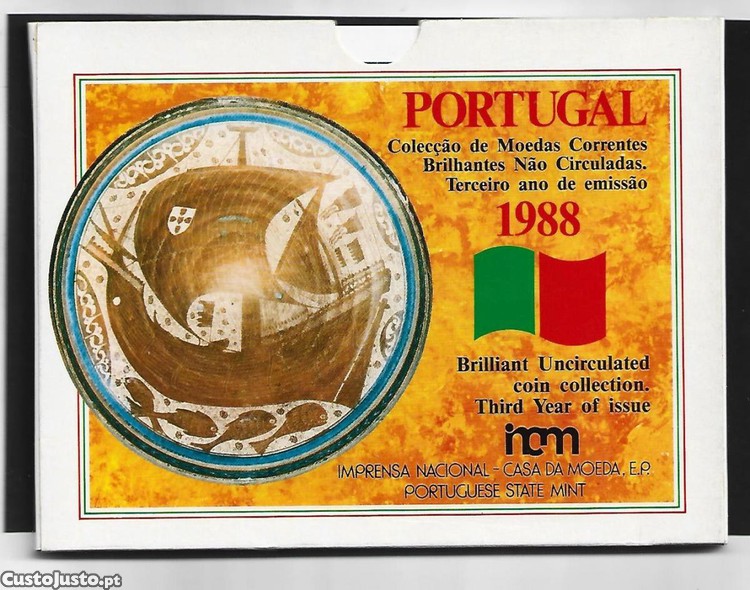 PORTUGAL
Colecção de Moedas Correntes
Brilhantes Não Circuladas.
Terceiro ano de emissão
1988
Brilliant Uncirculated
coin collection.
Third Year of issue
incm
IMPRENSA NACIONAL - CASA DA MOEDA, E.P.
PORTUGUESE STATE MINT
CustoJusto.pt